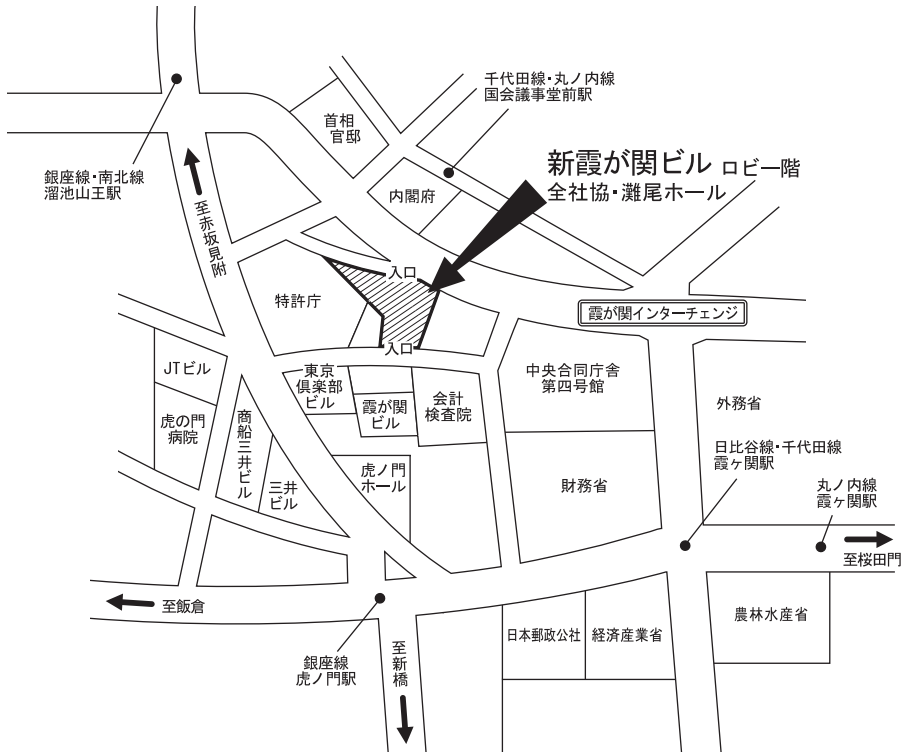 千代田線・丸ノ内線
国会議事堂前駅
首相
官邸
新霞が関ビル ロビー階
全社協・灘尾ホール
銀座線・南北線
溜池山王駅
内閣府
至赤坂見附
入口
特許庁
霞が関インターチェンジ
入口
JTビル
東京
倶楽部
ビル
中央合同庁舎
第四号館
会計
検査院
霞が関
ビル
外務省
虎の門
病院
商船三井ビル
日比谷線・千代田線
霞ヶ関駅
虎ノ門
ホール
財務省
三井
ビル
丸ノ内線
霞ヶ関駅
至桜田門
至飯倉
農林水産省
日本郵政公社
経済産業省
銀座線
虎ノ門駅
至新橋